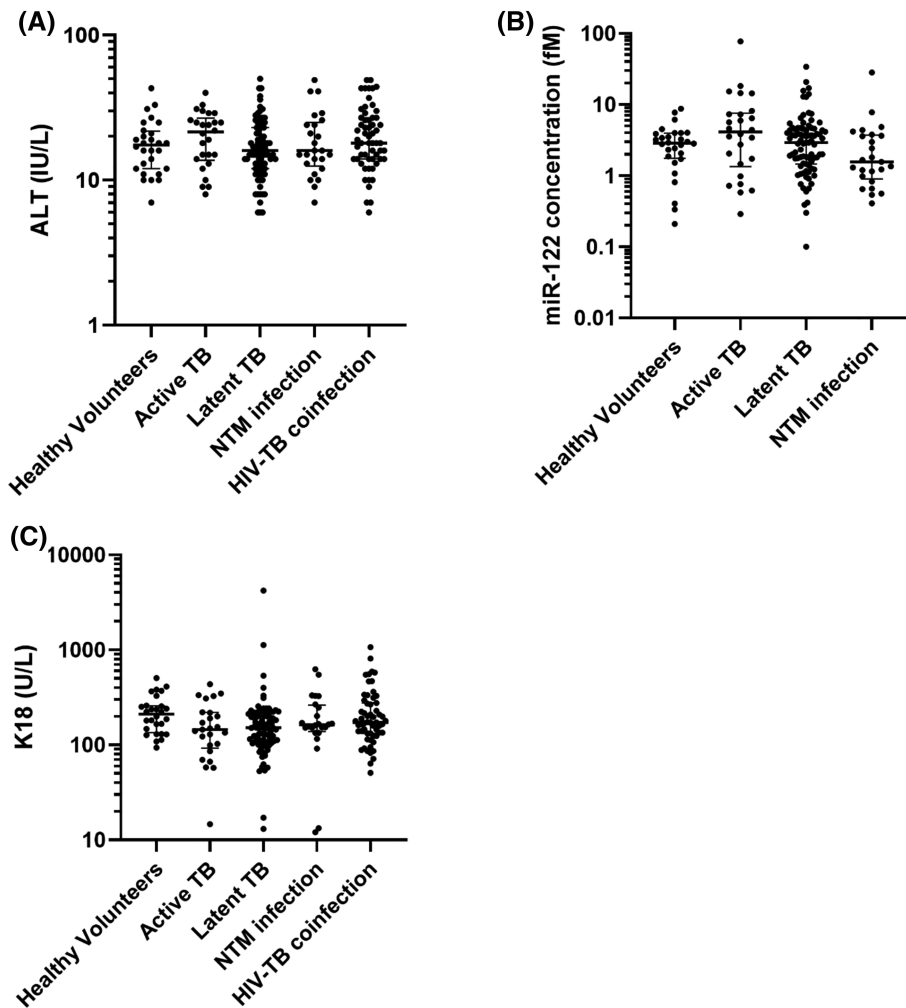 (A)
100
10
1
ALT (IU/L)
Healthy Volunteers
Active TB
Latent TB
NTM infection
HIV-TB coinfection
(B)
100
10
1
0.1
0.01
miR-122 concentration (fM)
Healthy Volunteers
Active TB
Latent TB
NTM infection
(C)
10000
1000
100
10
K18 (U/L)
Healthy Volunteers
Active TB
Latent TB
NTM infection
HIV-TB coinfection